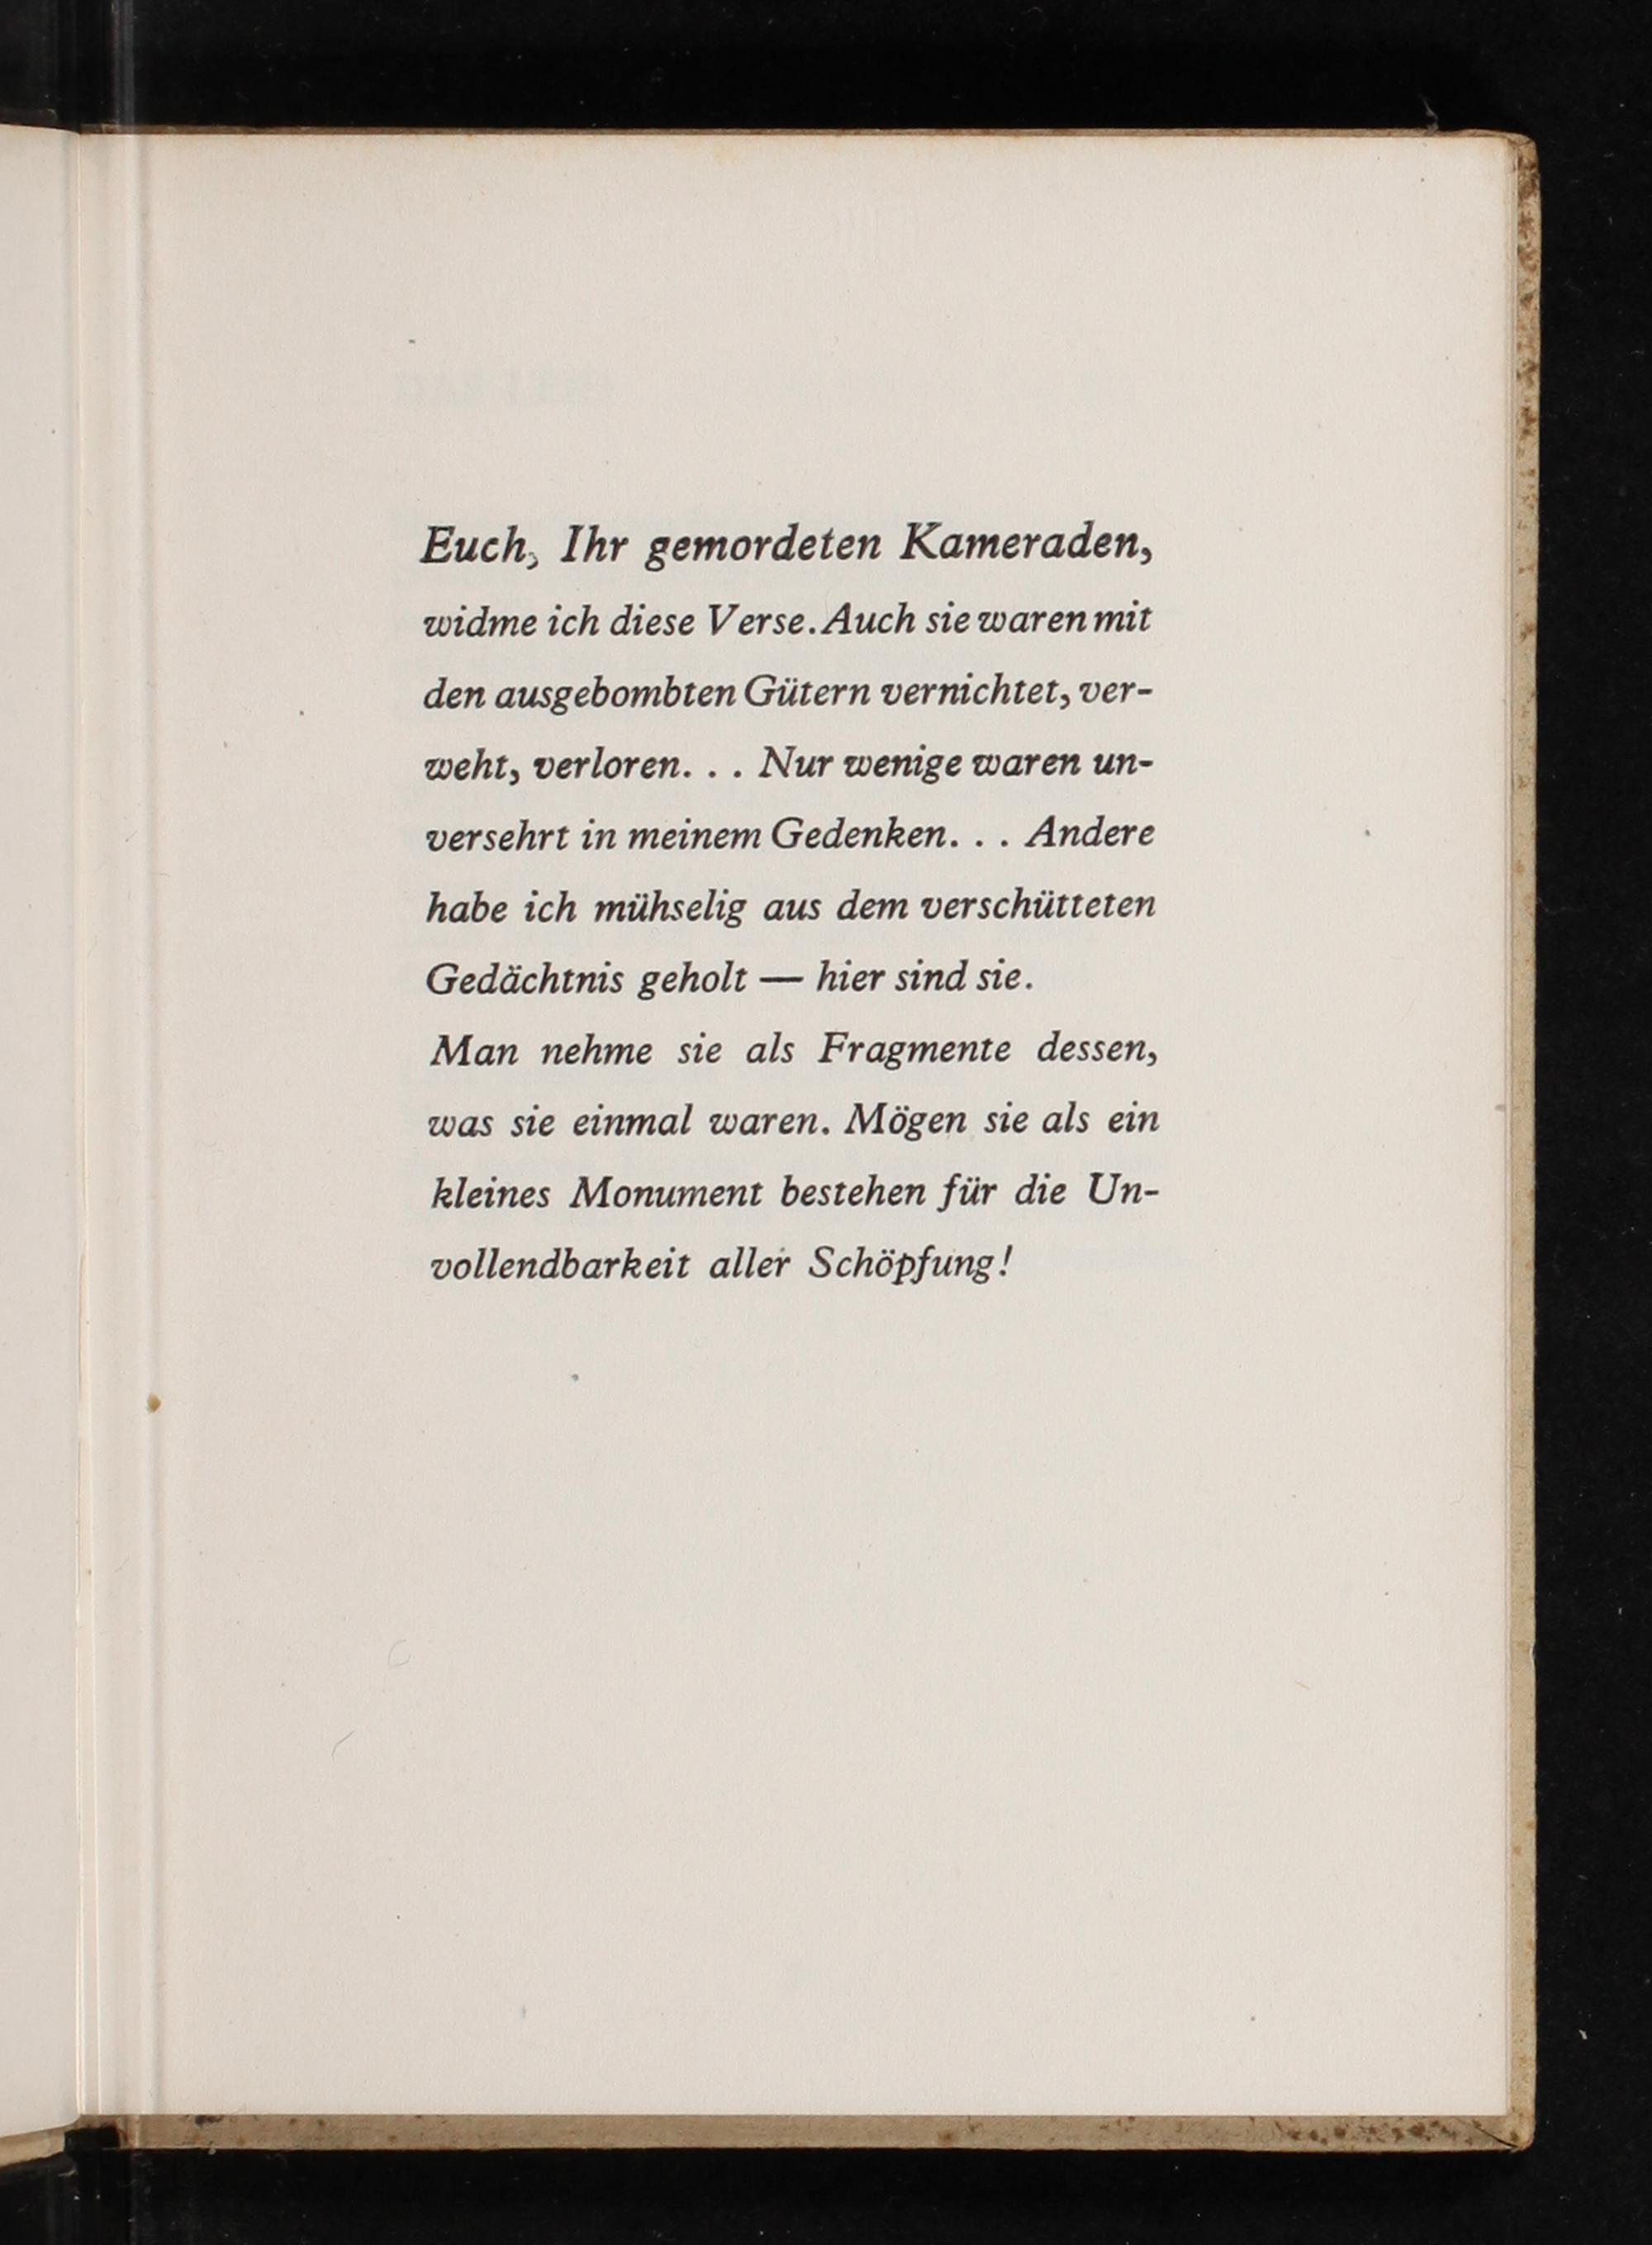 Euch, Ihr gemordeten Kameraden,
widme ich diese Verse. Auch sie waren mit
den ausgebombten Gütern vernichtet, ver-
weht, verloren. . . Nur wenige waren un-
versehrt in meinem Gedenken. . . Andere
habe ich mühselig aus dem verschütteten
Gedächtnis geholt — hier sind sie.
Man nehme sie als Fragmente dessen,
was sie einmal waren. Mögen sie als ein
kleines Monument bestehen für die Un-
vollendbarkeit aller Schöpfung!